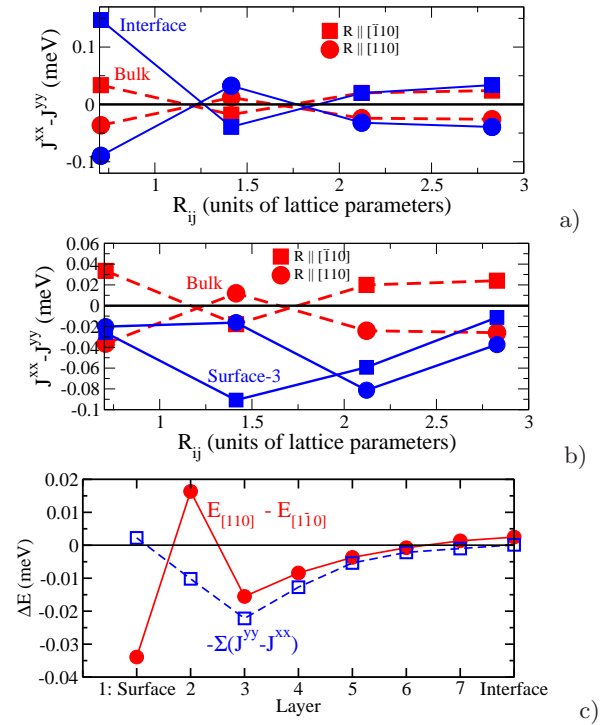 R || [1̅10]
R || [110]
Interface
Bulk
0.1
0
-0.1
J^xx-J^yy (meV)
1 1.5 2 2.5 3
R_ij (units of lattice parameters)
a)
R || [1̅10]
R || [110]
Bulk
Surface-3
0.06
0.04
0.02
0
-0.02
-0.04
-0.06
-0.08
-0.1
J^xx-J^yy (meV)
1 1.5 2 2.5 3
R_ij (units of lattice parameters)
b)
E_[110] - E_[11̅0]
-Σ(J^yy-J^xx)
0.02
0.01
0
-0.01
-0.02
-0.03
-0.04
ΔE (meV)
1: Surface 2 3 4 5 6 7 Interface
Layer
c)